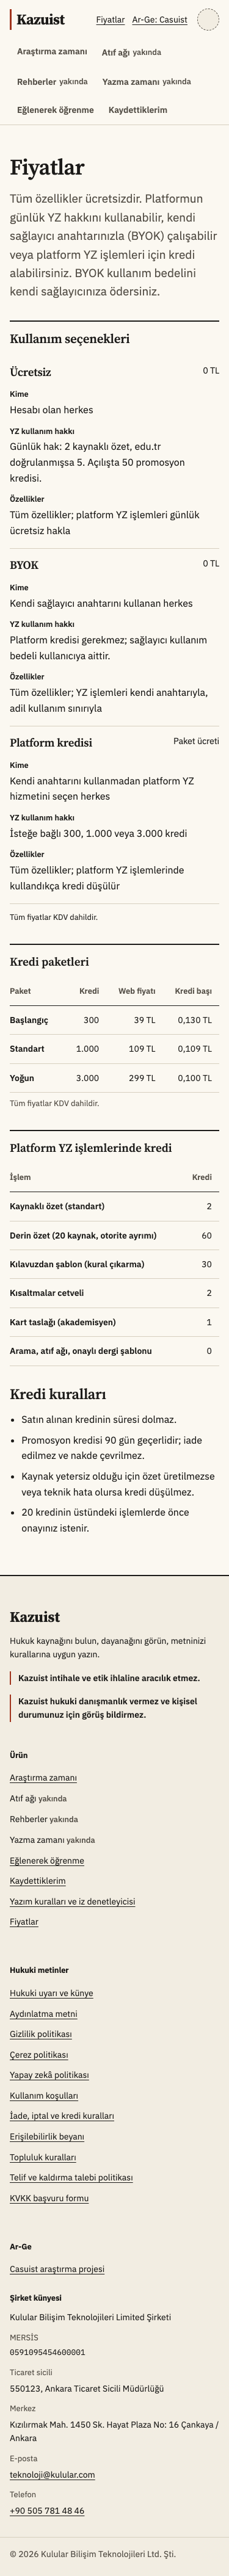 Kazuist
Fiyatlar Ar-Ge: Casuist
Araştırma zamanı Atıf ağı yakında
Rehberler yakında Yazma zamanı yakında
Eğlenerek öğrenme Kaydettiklerim
Fiyatlar
Tüm özellikler ücretsizdir. Platformun
günlük YZ hakkını kullanabilir, kendi
sağlayıcı anahtarınızla (BYOK) çalışabilir
veya platform YZ işlemleri için kredi
alabilirsiniz. BYOK kullanım bedelini
kendi sağlayıcınıza ödersiniz.
Kullanım seçenekleri
Ücretsiz 0 TL
Kime
Hesabı olan herkes
YZ kullanım hakkı
Günlük hak: 2 kaynaklı özet, edu.tr
doğrulanmışsa 5. Açılışta 50 promosyon
kredisi.
Özellikler
Tüm özellikler; platform YZ işlemleri günlük
ücretsiz hakla
BYOK 0 TL
Kime
Kendi sağlayıcı anahtarını kullanan herkes
YZ kullanım hakkı
Platform kredisi gerekmez; sağlayıcı kullanım
bedeli kullanıcıya aittir.
Özellikler
Tüm özellikler; YZ işlemleri kendi anahtarıyla,
adil kullanım sınırıyla
Platform kredisi Paket ücreti
Kime
Kendi anahtarını kullanmadan platform YZ
hizmetini seçen herkes
YZ kullanım hakkı
İsteğe bağlı 300, 1.000 veya 3.000 kredi
Özellikler
Tüm özellikler; platform YZ işlemlerinde
kullandıkça kredi düşülür
Tüm fiyatlar KDV dahildir.
Kredi paketleri
Paket Kredi Web fiyatı Kredi başı
Başlangıç 300 39 TL 0,130 TL
Standart 1.000 109 TL 0,109 TL
Yoğun 3.000 299 TL 0,100 TL
Tüm fiyatlar KDV dahildir.
Platform YZ işlemlerinde kredi
İşlem Kredi
Kaynaklı özet (standart) 2
Derin özet (20 kaynak, otorite ayrımı) 60
Kılavuzdan şablon (kural çıkarma) 30
Kısaltmalar cetveli 2
Kart taslağı (akademisyen) 1
Arama, atıf ağı, onaylı dergi şablonu 0
Kredi kuralları
• Satın alınan kredinin süresi dolmaz.
• Promosyon kredisi 90 gün geçerlidir; iade
edilmez ve nakde çevrilmez.
• Kaynak yetersiz olduğu için özet üretilmezse
veya teknik hata olursa kredi düşülmez.
• 20 kredinin üstündeki işlemlerde önce
onayınız istenir.
Kazuist
Hukuk kaynağını bulun, dayanağını görün, metninizi
kurallarına uygun yazın.
Kazuist intihale ve etik ihlaline aracılık etmez.
Kazuist hukuki danışmanlık vermez ve kişisel
durumunuz için görüş bildirmez.
Ürün
Araştırma zamanı
Atıf ağı yakında
Rehberler yakında
Yazma zamanı yakında
Eğlenerek öğrenme
Kaydettiklerim
Yazım kuralları ve iz denetleyicisi
Fiyatlar
Hukuki metinler
Hukuki uyarı ve künye
Aydınlatma metni
Gizlilik politikası
Çerez politikası
Yapay zekâ politikası
Kullanım koşulları
İade, iptal ve kredi kuralları
Erişilebilirlik beyanı
Topluluk kuralları
Telif ve kaldırma talebi politikası
KVKK başvuru formu
Ar-Ge
Casuist araştırma projesi
Şirket künyesi
Kulular Bilişim Teknolojileri Limited Şirketi
MERSİS
0591095454600001
Ticaret sicili
550123, Ankara Ticaret Sicili Müdürlüğü
Merkez
Kızılırmak Mah. 1450 Sk. Hayat Plaza No: 16 Çankaya /
Ankara
E-posta
teknoloji@kulular.com
Telefon
+90 505 781 48 46
© 2026 Kulular Bilişim Teknolojileri Ltd. Şti.